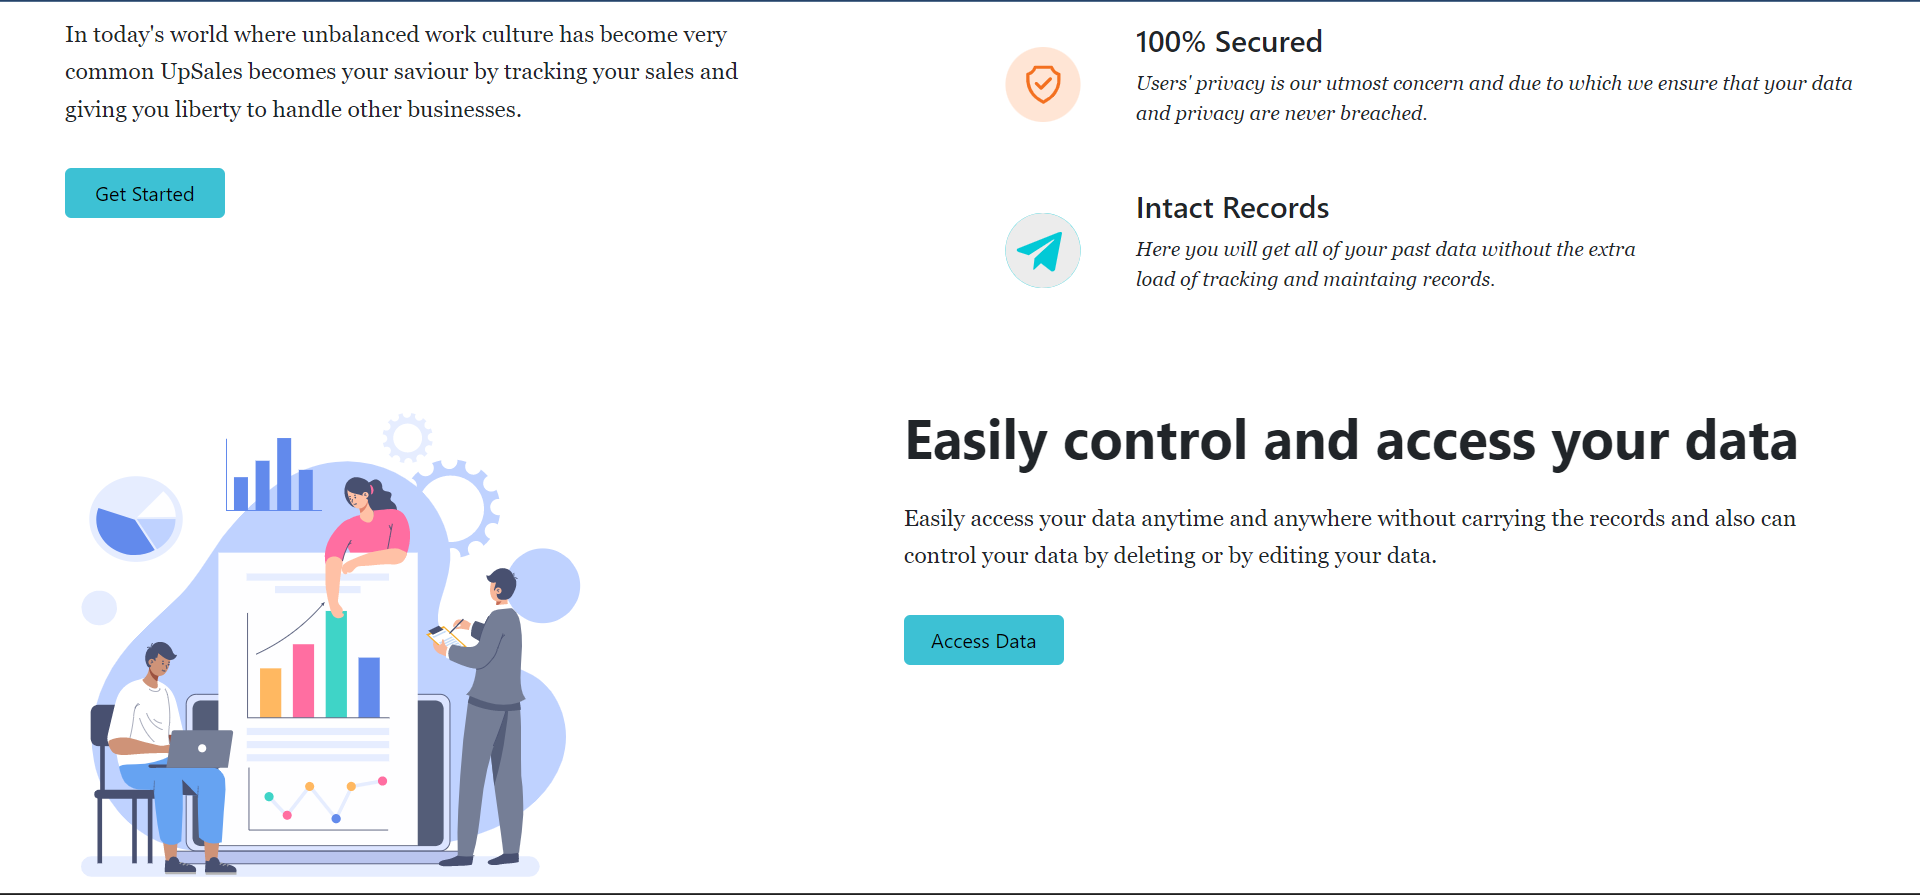 In today's world where unbalanced work culture has become very
common UpSales becomes your saviour by tracking your sales and
giving you liberty to handle other businesses.
Get Started
100% Secured
Users' privacy is our utmost concern and due to which we ensure that your data
and privacy are never breached.
Intact Records
Here you will get all of your past data without the extra
load of tracking and maintaing records.
Easily control and access your data
Easily access your data anytime and anywhere without carrying the records and also can
control your data by deleting or by editing your data.
Access Data